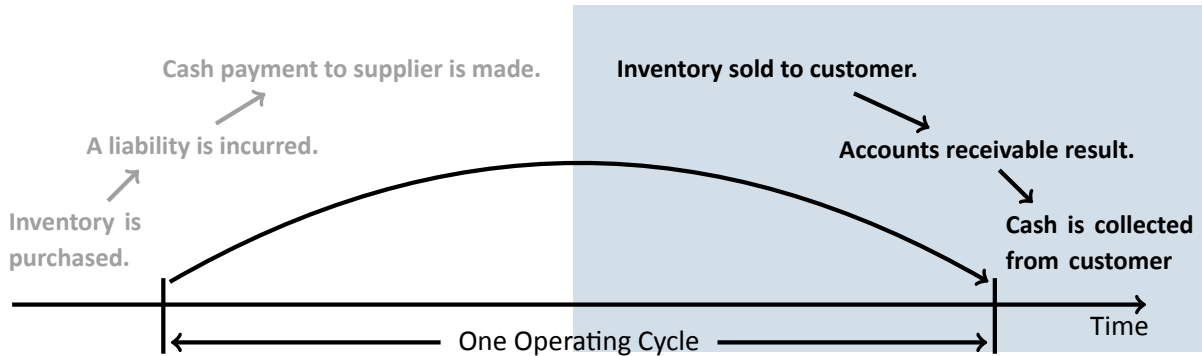 Cash payment to supplier is made.
Inventory sold to customer.
A liability is incurred.
Accounts receivable result.
Inventory is
purchased.
Cash is collected
from customer
Time
One Operating Cycle